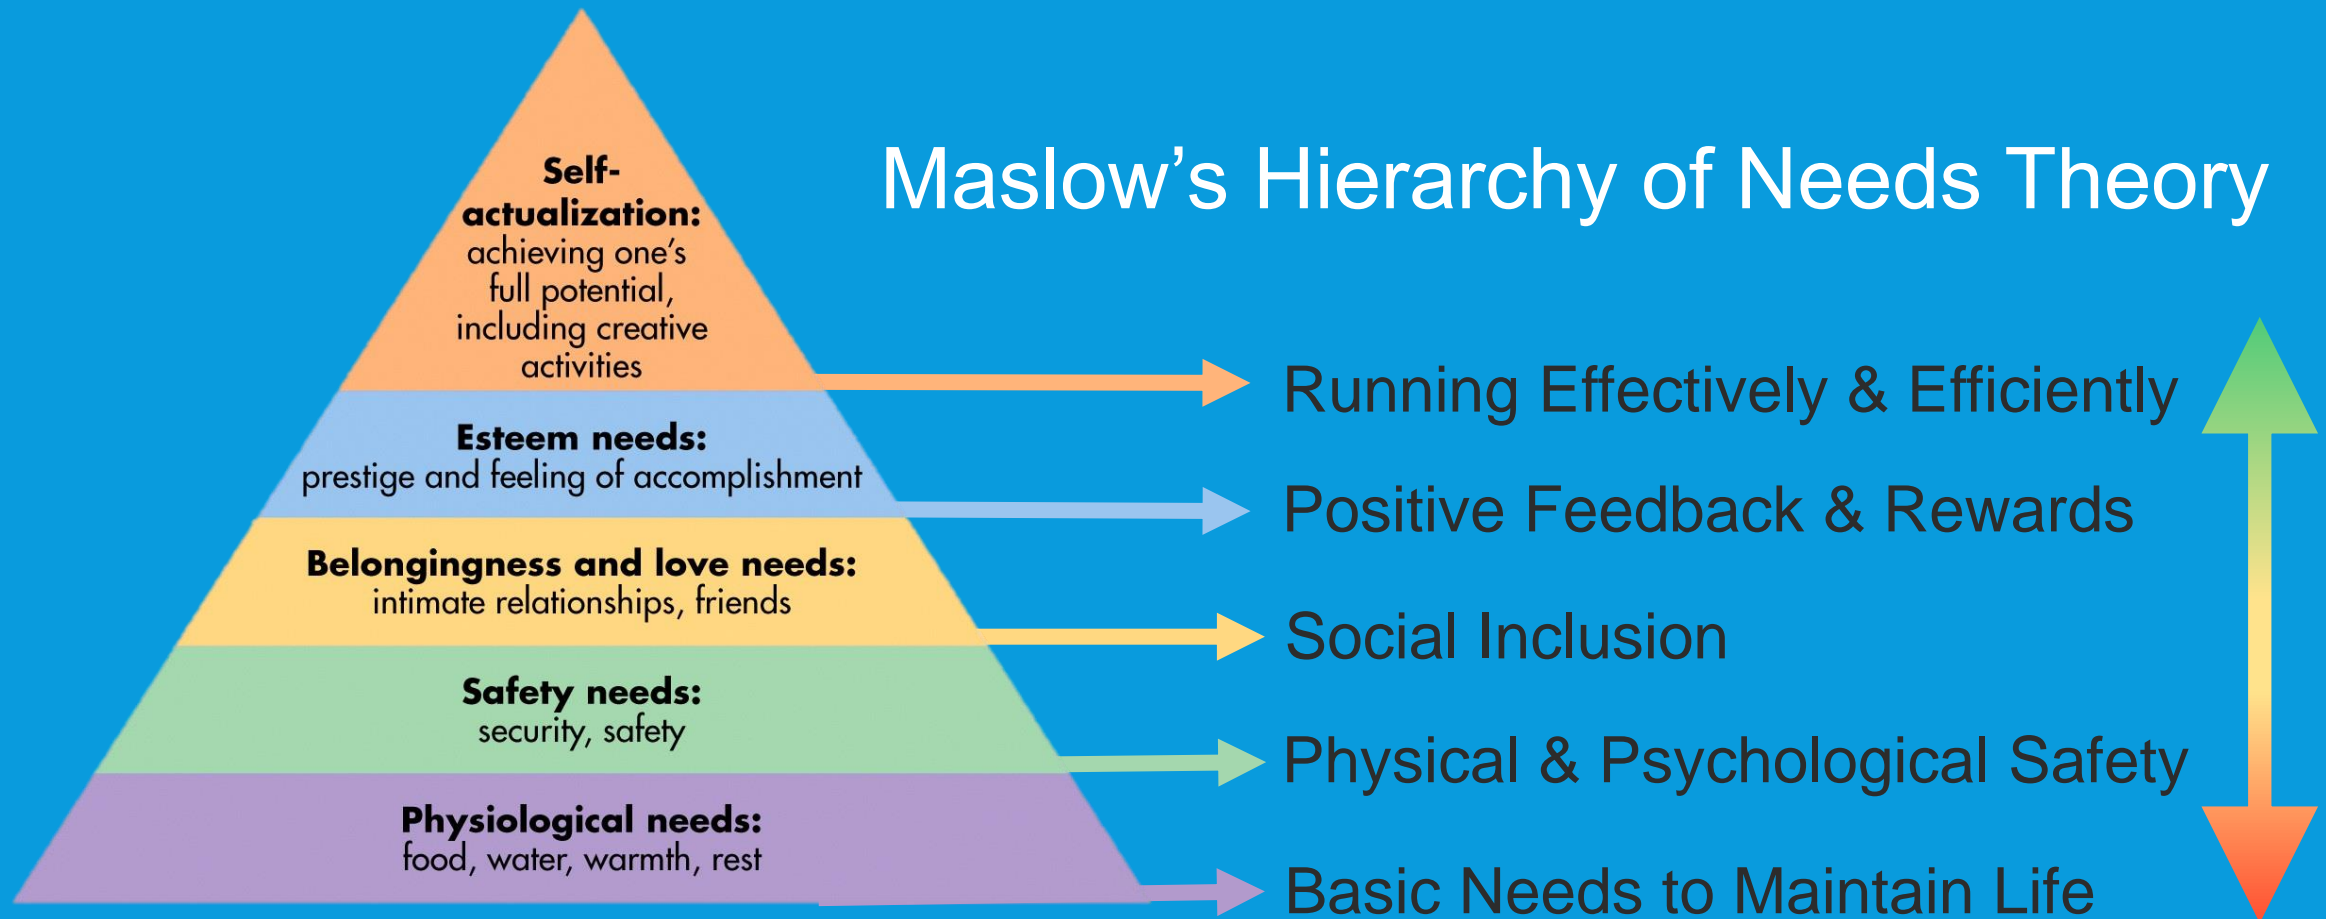 Maslow’s Hierarchy of Needs Theory
Self-
actualization:
achieving one’s
full potential,
including creative
activities
Running Effectively & Efficiently
Esteem needs:
prestige and feeling of accomplishment
Positive Feedback & Rewards
Belongingness and love needs:
intimate relationships, friends
Social Inclusion
Safety needs:
security, safety
Physical & Psychological Safety
Physiological needs:
food, water, warmth, rest
Basic Needs to Maintain Life